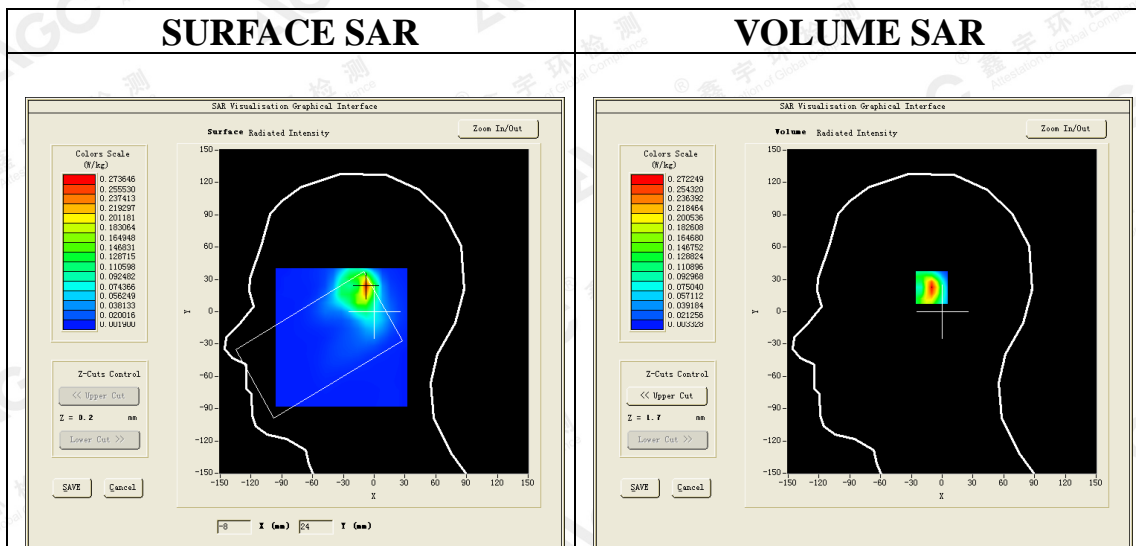 SURFACE SAR
SAR Visualisation Graphical Interface
Surface Radiated Intensity
Zoom In/Out
Colors Scale
(W/kg)
0.273646
0.255530
0.237413
0.219297
0.201181
0.183064
0.164948
0.146831
0.128715
0.110598
0.092482
0.074366
0.056249
0.038133
0.020016
0.001900
150
120
90
60
30
0
-30
-60
-90
-120
-150
Y
-150 -120 -90 -60 -30 0 30 60 90 120 150
X
Z-Cuts Control
<< Upper Cut
Z = 0.2 mm
Lower Cut >>
SAVE Cancel
-8 X (mm) 24 Y (mm)
VOLUME SAR
SAR Visualisation Graphical Interface
Volume Radiated Intensity
Zoom In/Out
Colors Scale
(W/kg)
0.272249
0.254320
0.236392
0.218464
0.200536
0.182608
0.164680
0.146752
0.128824
0.110896
0.092968
0.075040
0.057112
0.039184
0.021256
0.003328
150
120
90
60
30
0
-30
-60
-90
-120
-150
Y
-150 -120 -90 -60 -30 0 30 60 90 120 150
X
Z-Cuts Control
<< Upper Cut
Z = 1.7 mm
Lower Cut >>
SAVE Cancel